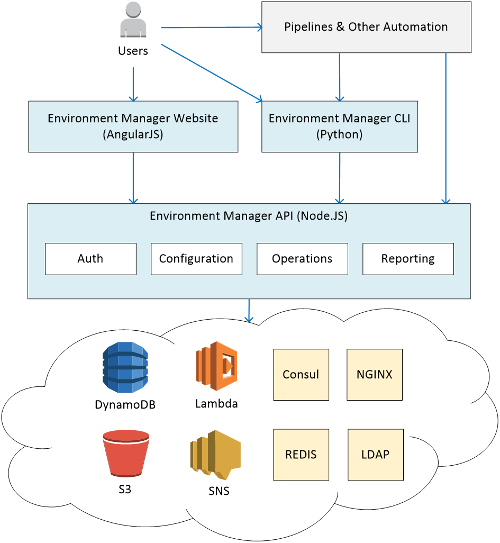 Users
Pipelines & Other Automation
Environment Manager Website
(AngularJS)
Environment Manager CLI
(Python)
Environment Manager API (Node.JS)
Auth
Configuration
Operations
Reporting
DynamoDB
Lambda
Consul
NGINX
S3
SNS
REDIS
LDAP